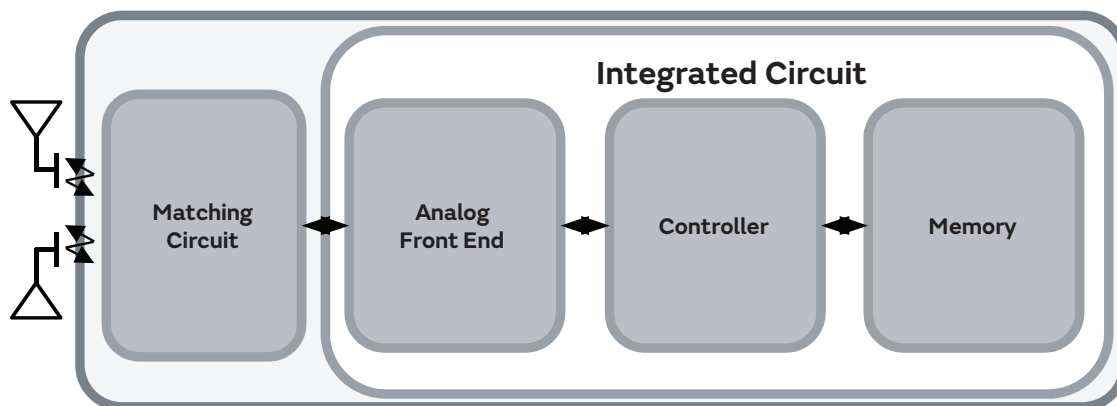 Integrated Circuit
Matching
Circuit
Analog
Front End
Controller
Memory